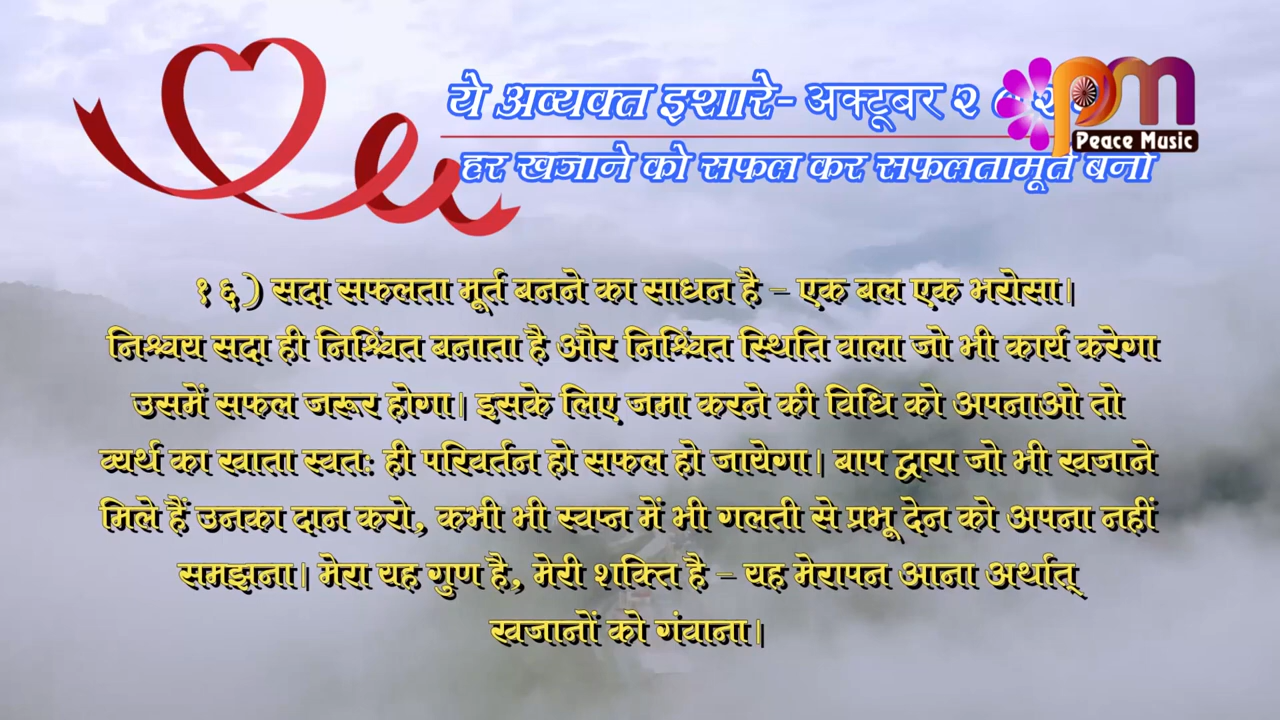 ये अव्यक्त इशारे- अक्टूबर २
Peace Music
हर खजाने को सफल कर सफलतामूर्त बनो
१६) सदा सफलता मूर्त बनने का साधन है - एक बल एक भरोसा।
निश्चय सदा ही निश्चिंत बनाता है और निश्चिंत स्थिति वाला जो भी कार्य करेगा
उसमें सफल जरूर होगा। इसके लिए जमा करने की विधि को अपनाओ तो
व्यर्थ का खाता स्वत: ही परिवर्तन हो सफल हो जायेगा। बाप द्वारा जो भी खजाने
मिले हैं उनका दान करो, कभी भी स्वप्न में भी गलती से प्रभू देन को अपना नहीं
समझना। मेरा यह गुण है, मेरी शक्ति है - यह मेरापन आना अर्थात्
खजानों को गंवाना।